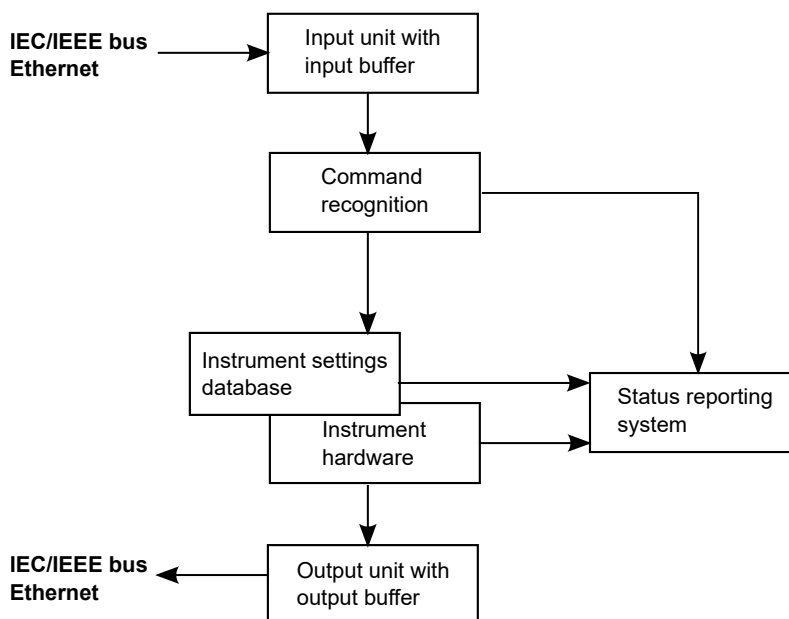 IEC/IEEE bus
Ethernet
Input unit with
input buffer
Command
recognition
Instrument settings
database
Status reporting
system
Instrument
hardware
IEC/IEEE bus
Ethernet
Output unit with
output buffer